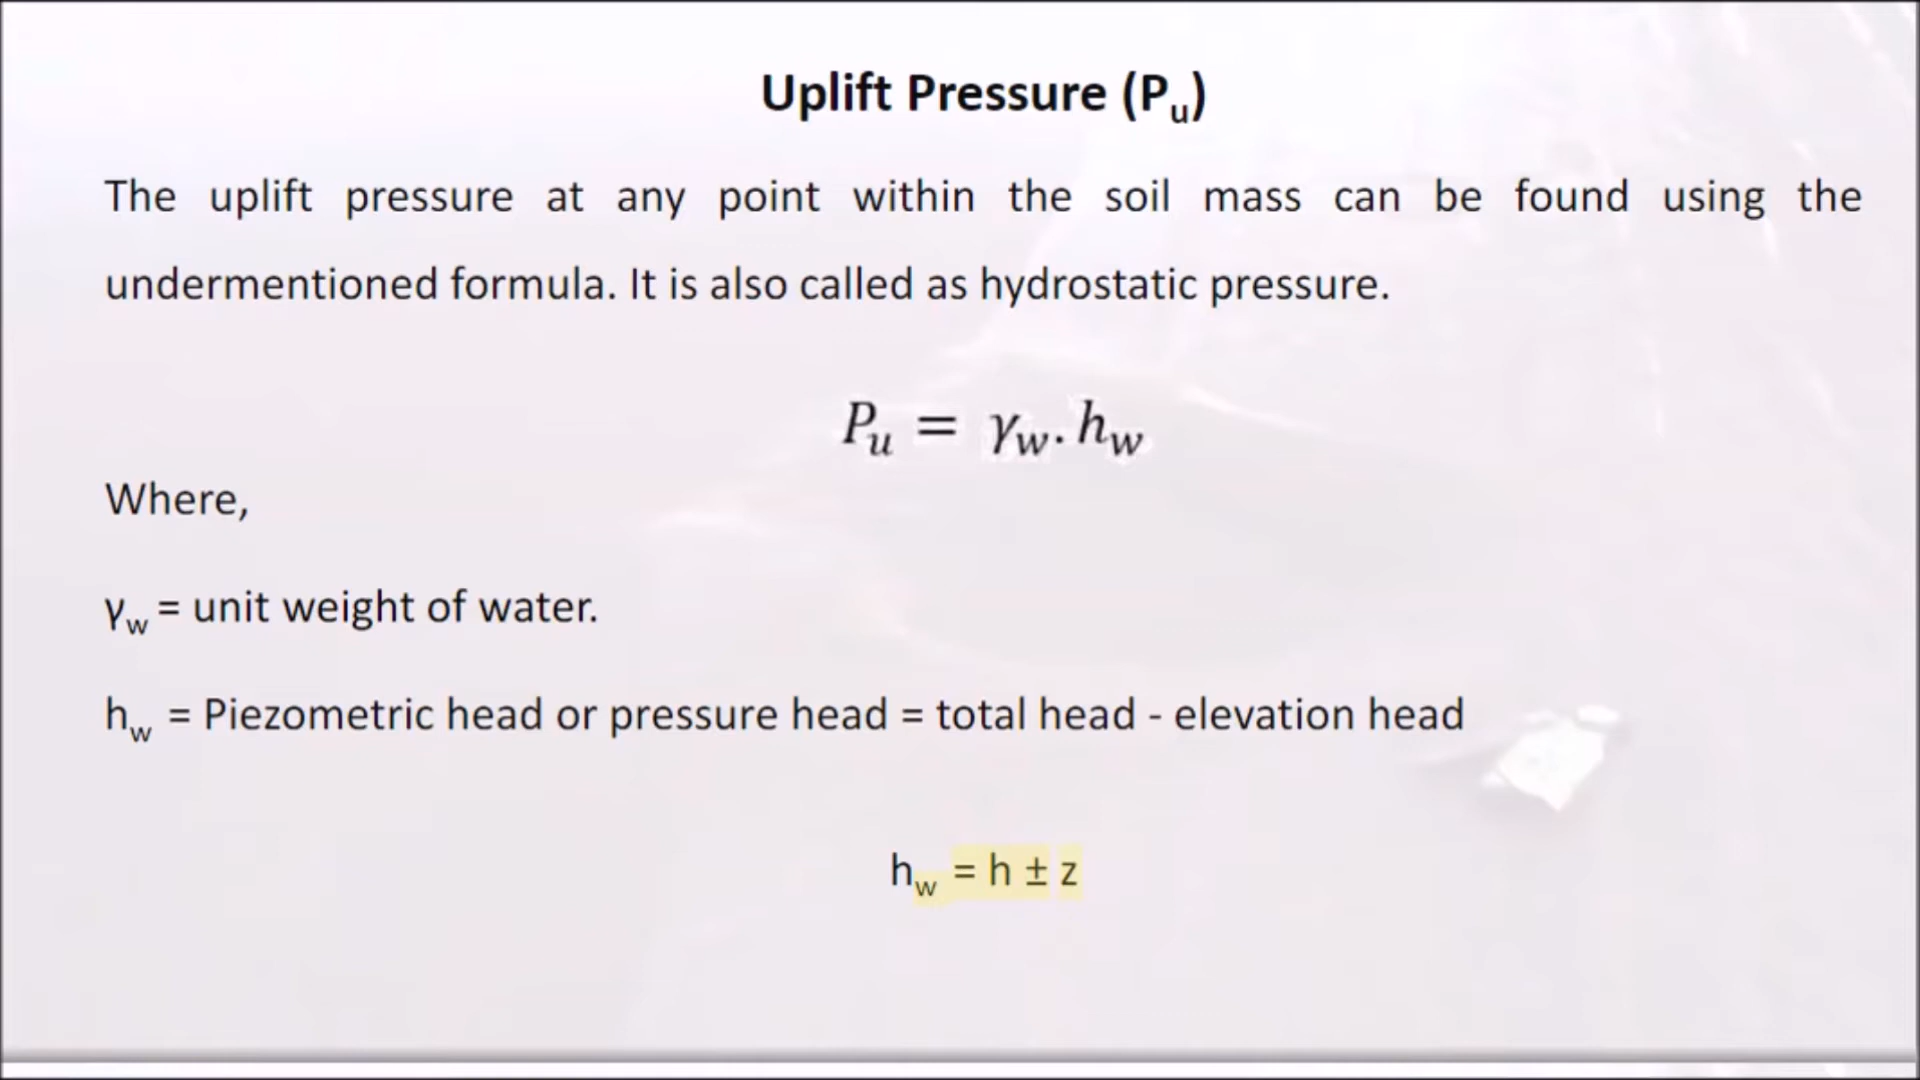 Uplift Pressure (Pu)
The uplift pressure at any point within the soil mass can be found using the
undermentioned formula. It is also called as hydrostatic pressure.
Pu = γw. hw
Where,
γw = unit weight of water.
hw = Piezometric head or pressure head = total head - elevation head
hw = h ± z